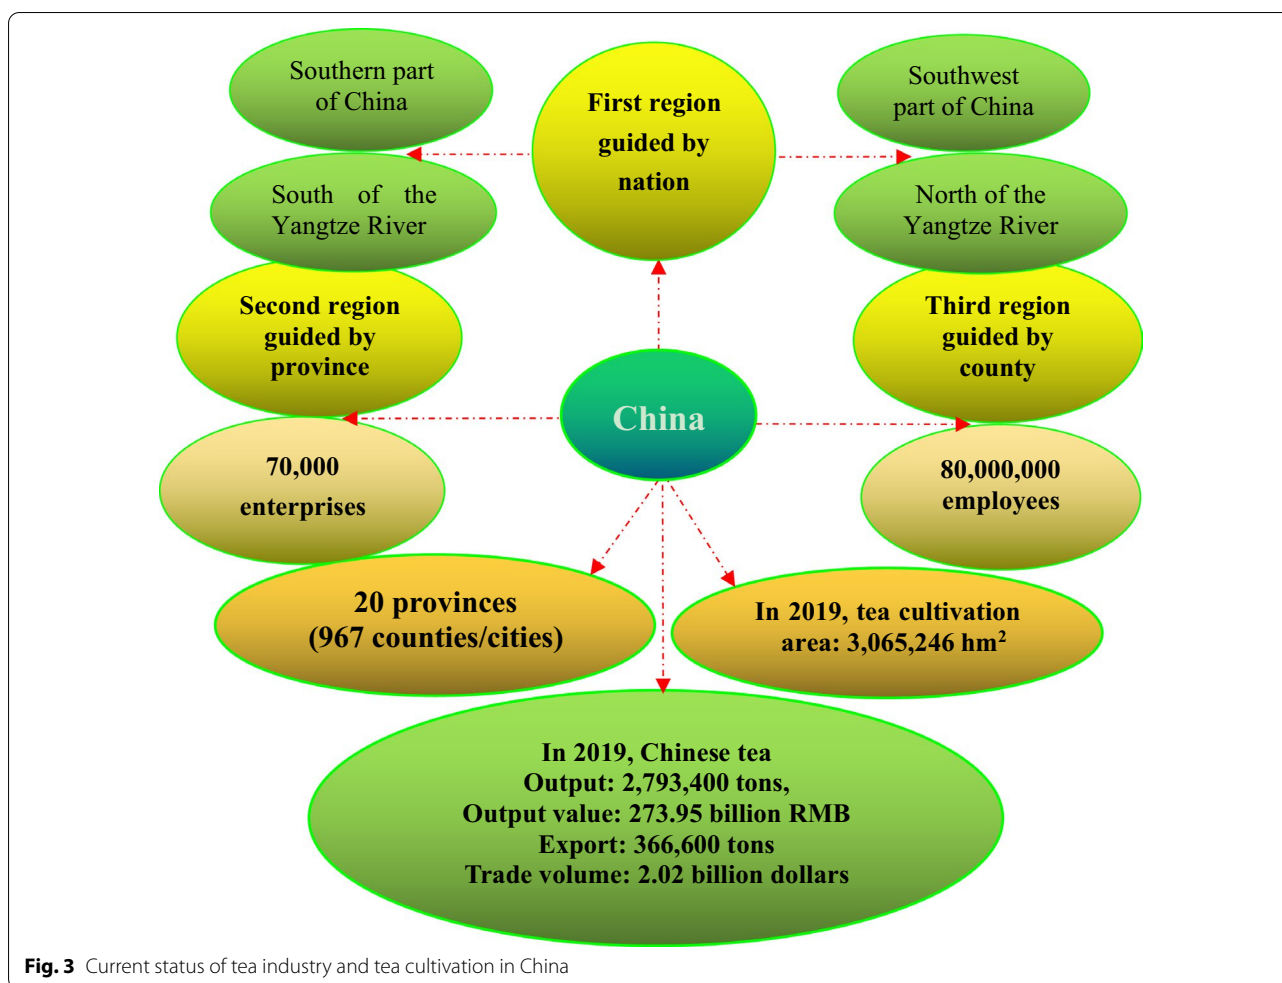 Southern part
of China
First region
guided by
nation
Southwest
part of China
South of the
Yangtze River
North of the
Yangtze River
Second region
guided by
province
Third region
guided by
county
China
70,000
enterprises
80,000,000
employees
20 provinces
(967 counties/cities)
In 2019, tea cultivation
area: 3,065,246 hm²
In 2019, Chinese tea
Output: 2,793,400 tons,
Output value: 273.95 billion RMB
Export: 366,600 tons
Trade volume: 2.02 billion dollars
Fig. 3 Current status of tea industry and tea cultivation in China